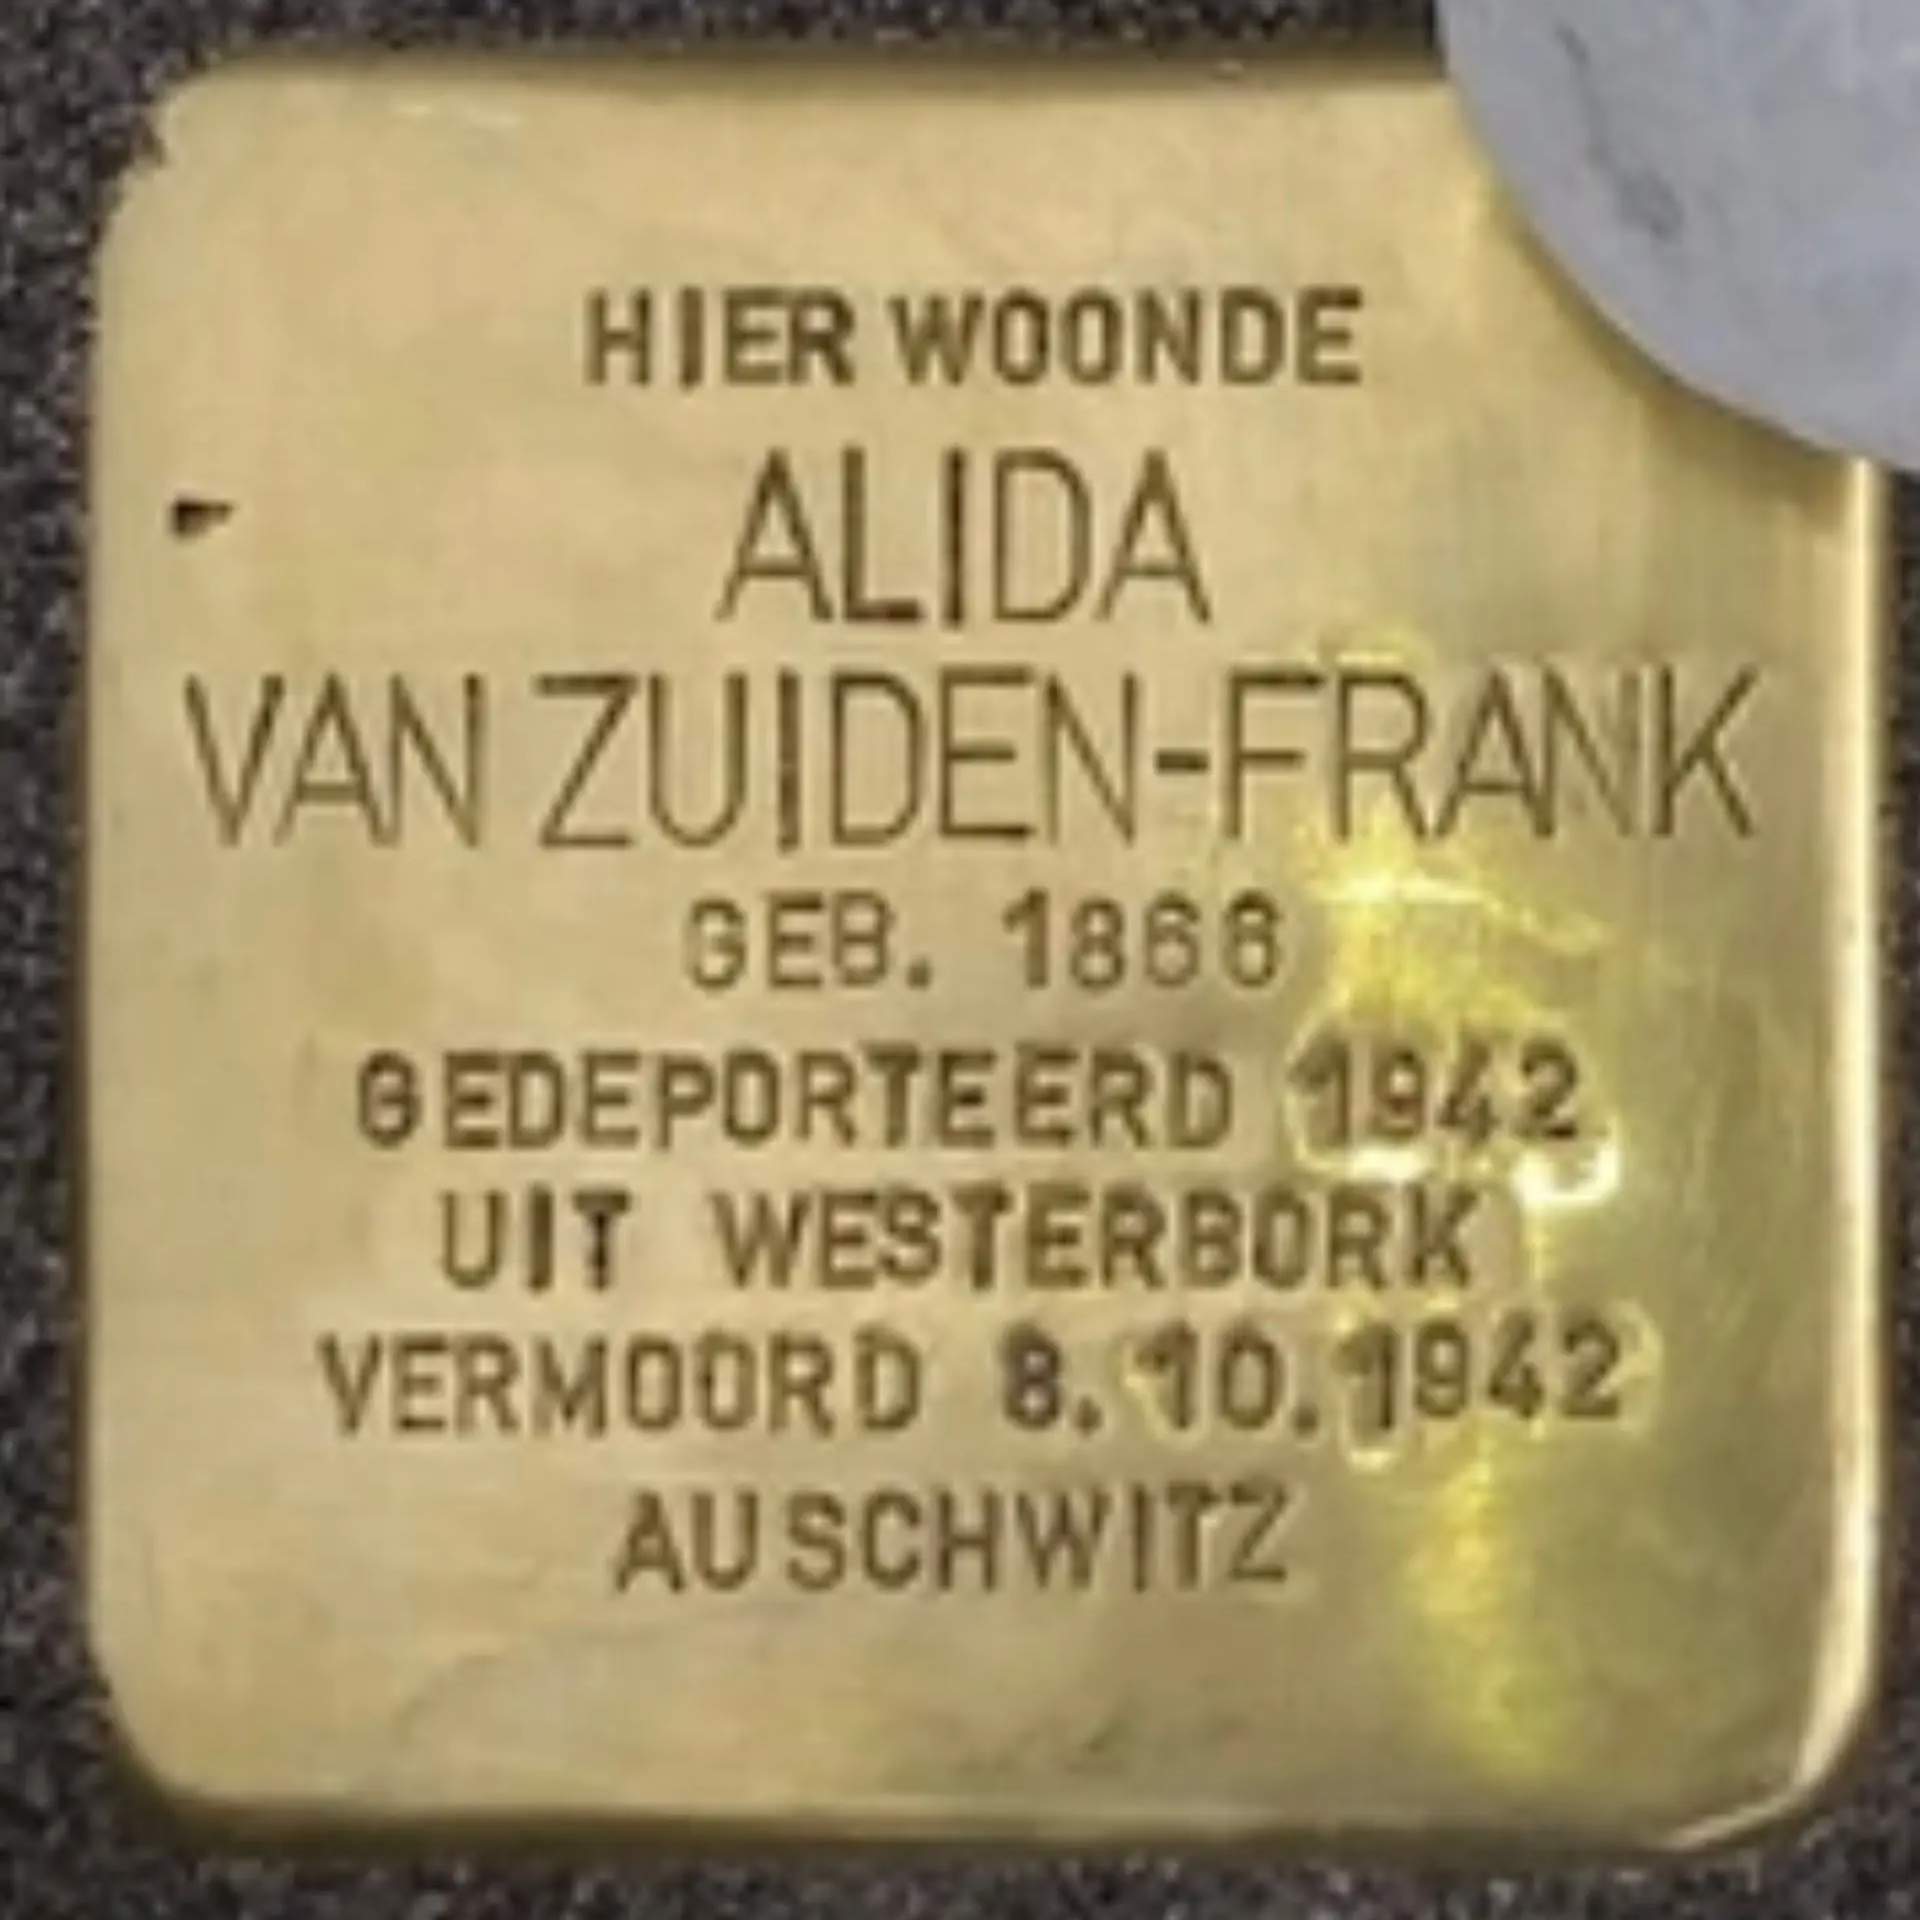 HIER WOONDE
ALIDA
VAN ZUIDEN-FRANK
GEB. 1866
GEDEPORTEERD 1942
UIT WESTERBORK
VERMOORD 8.10.1942
AUSCHWITZ